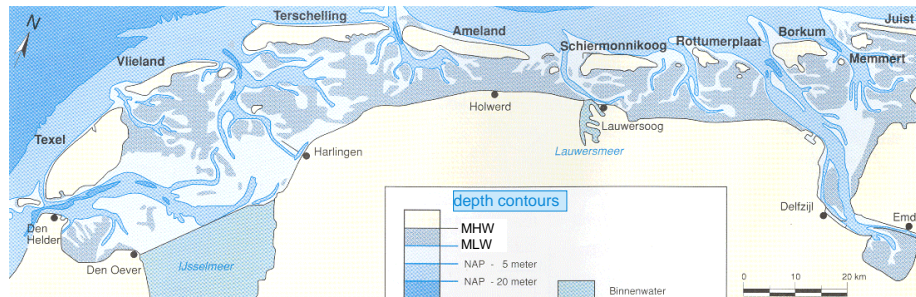 N
Terschelling
Ameland
Vlieland
Schiermonnikoog
Rottumerplaat
Borkum
Juist
Memmert
Texel
Holwerd
Lauwersoog
Lauwersmeer
Harlingen
Den
Helder
Den Oever
IJsselmeer
Delfzijl
Emd
depth contours
MHW
MLW
NAP - 5 meter
NAP - 20 meter
Binnenwater
0 10 20 km